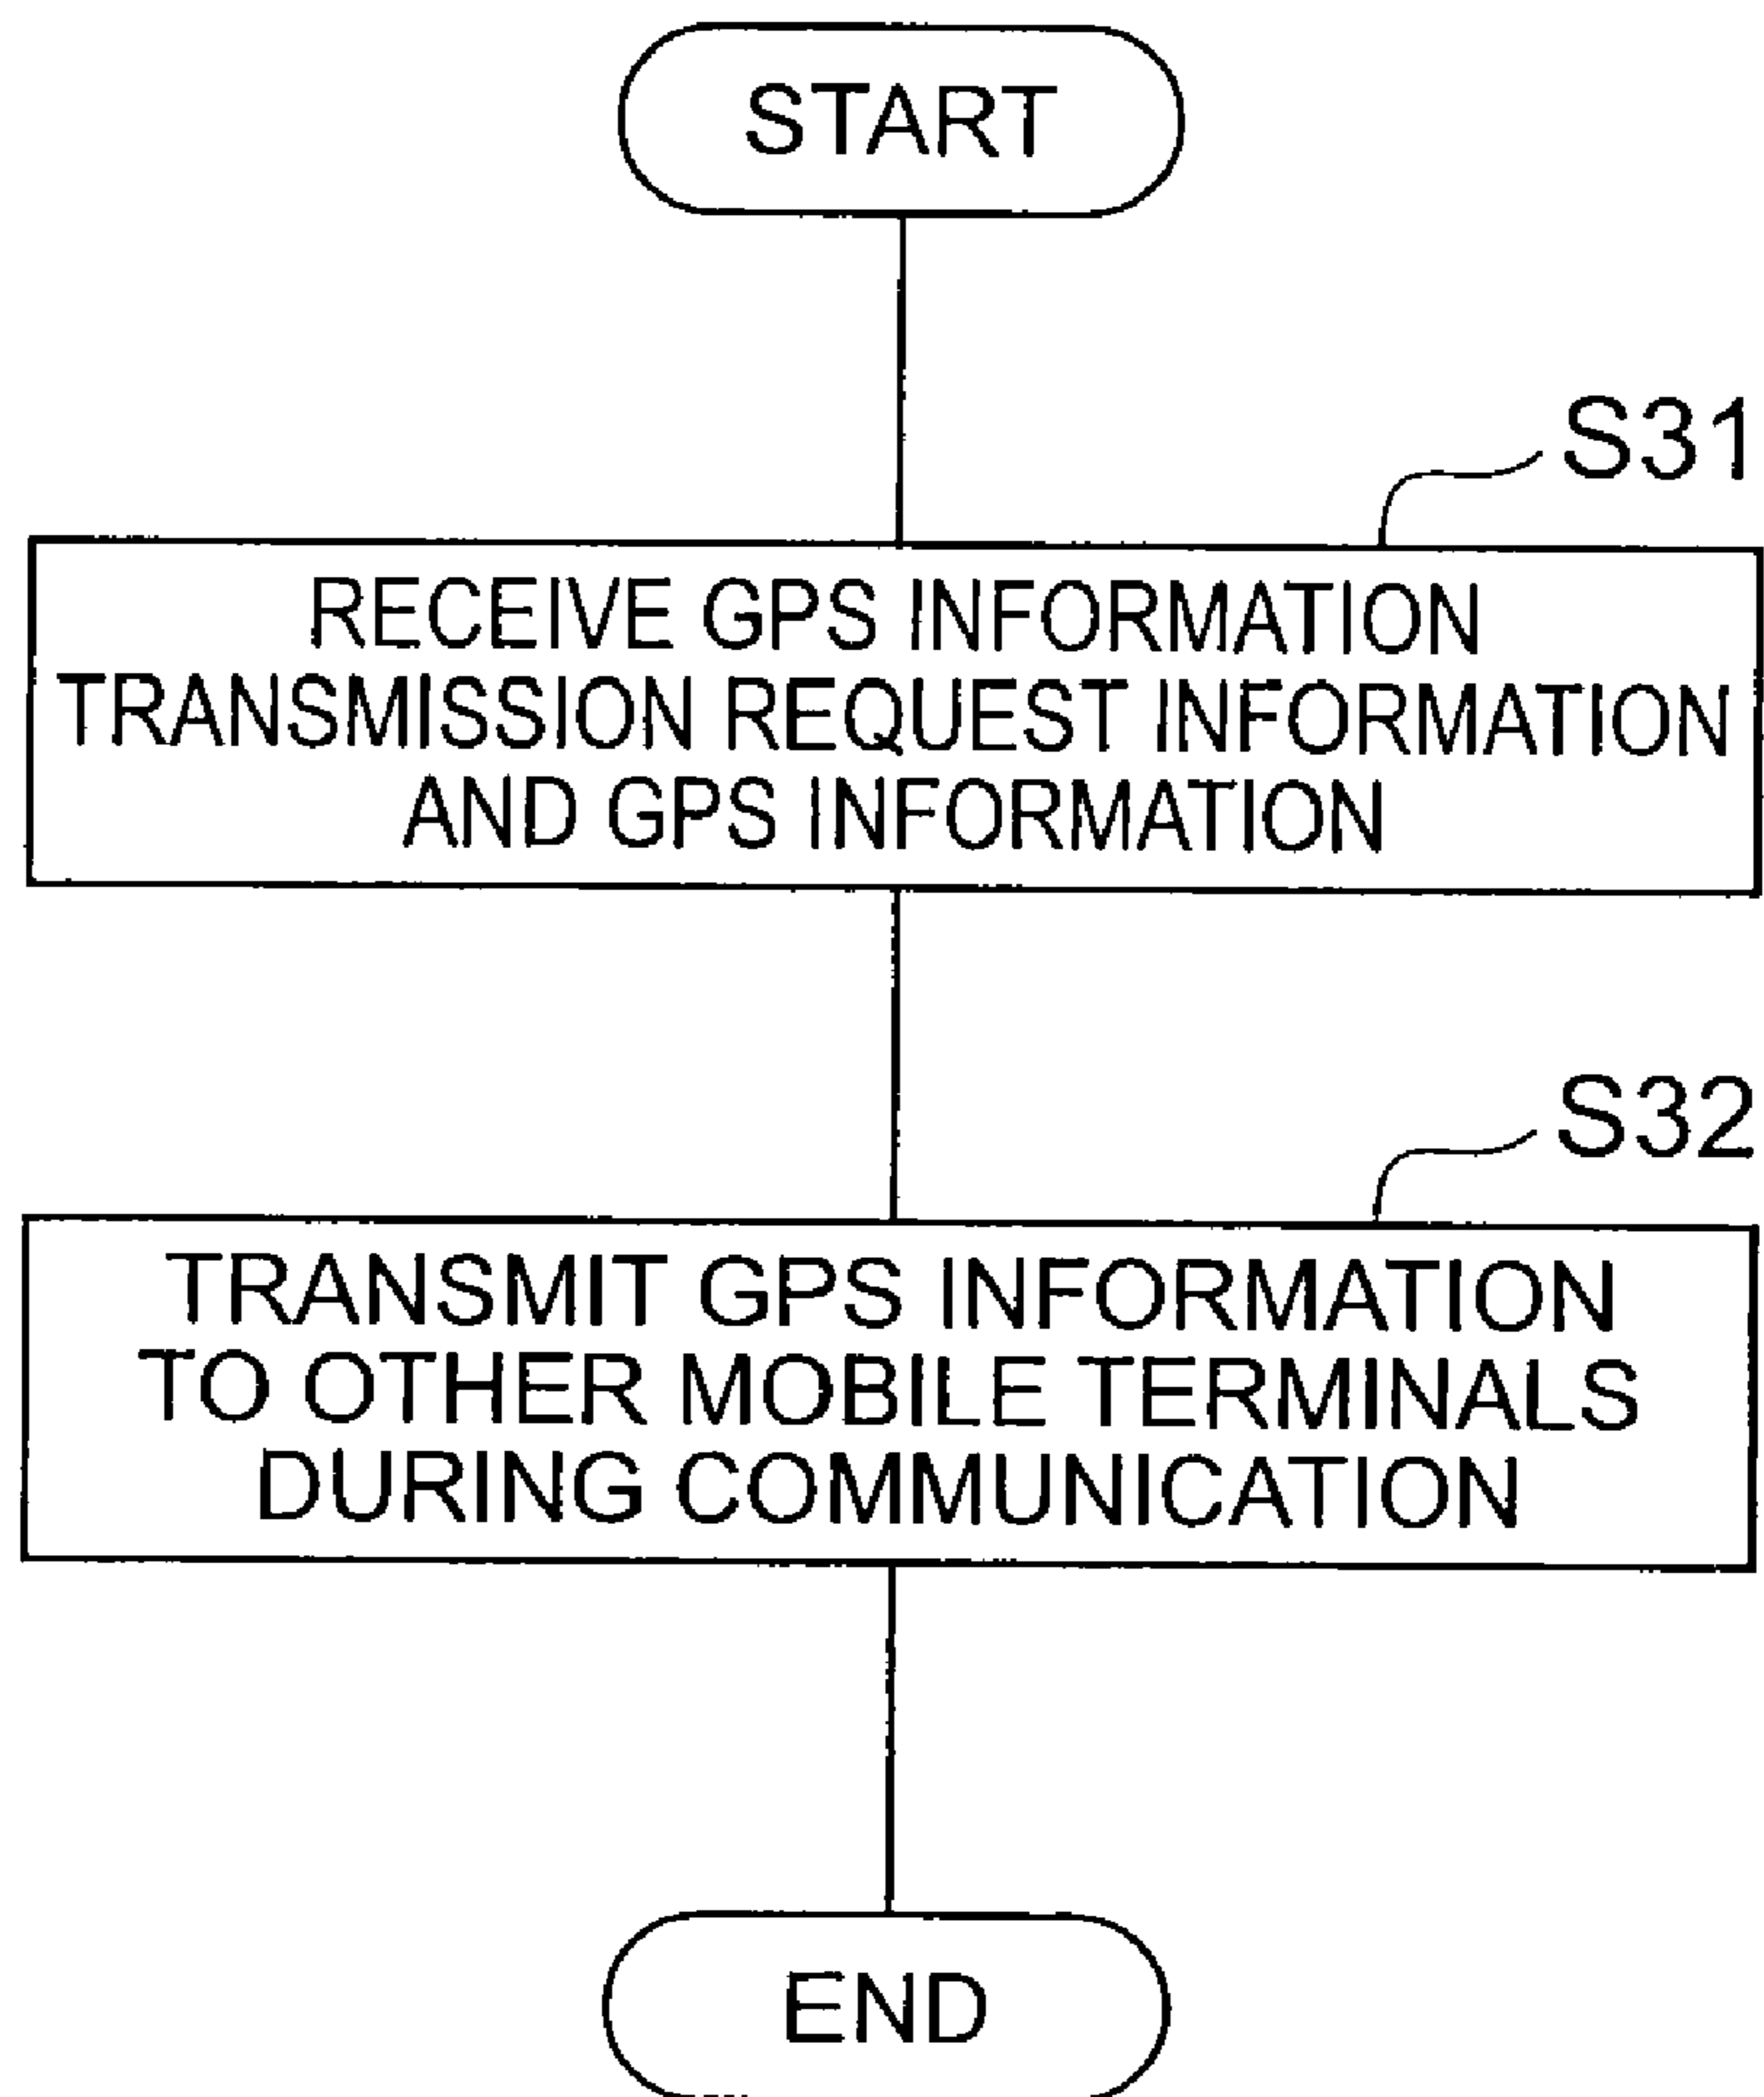 START
S31
RECEIVE GPS INFORMATION
TRANSMISSION REQUEST INFORMATION
AND GPS INFORMATION
S32
TRANSMIT GPS INFORMATION
TO OTHER MOBILE TERMINALS
DURING COMMUNICATION
END